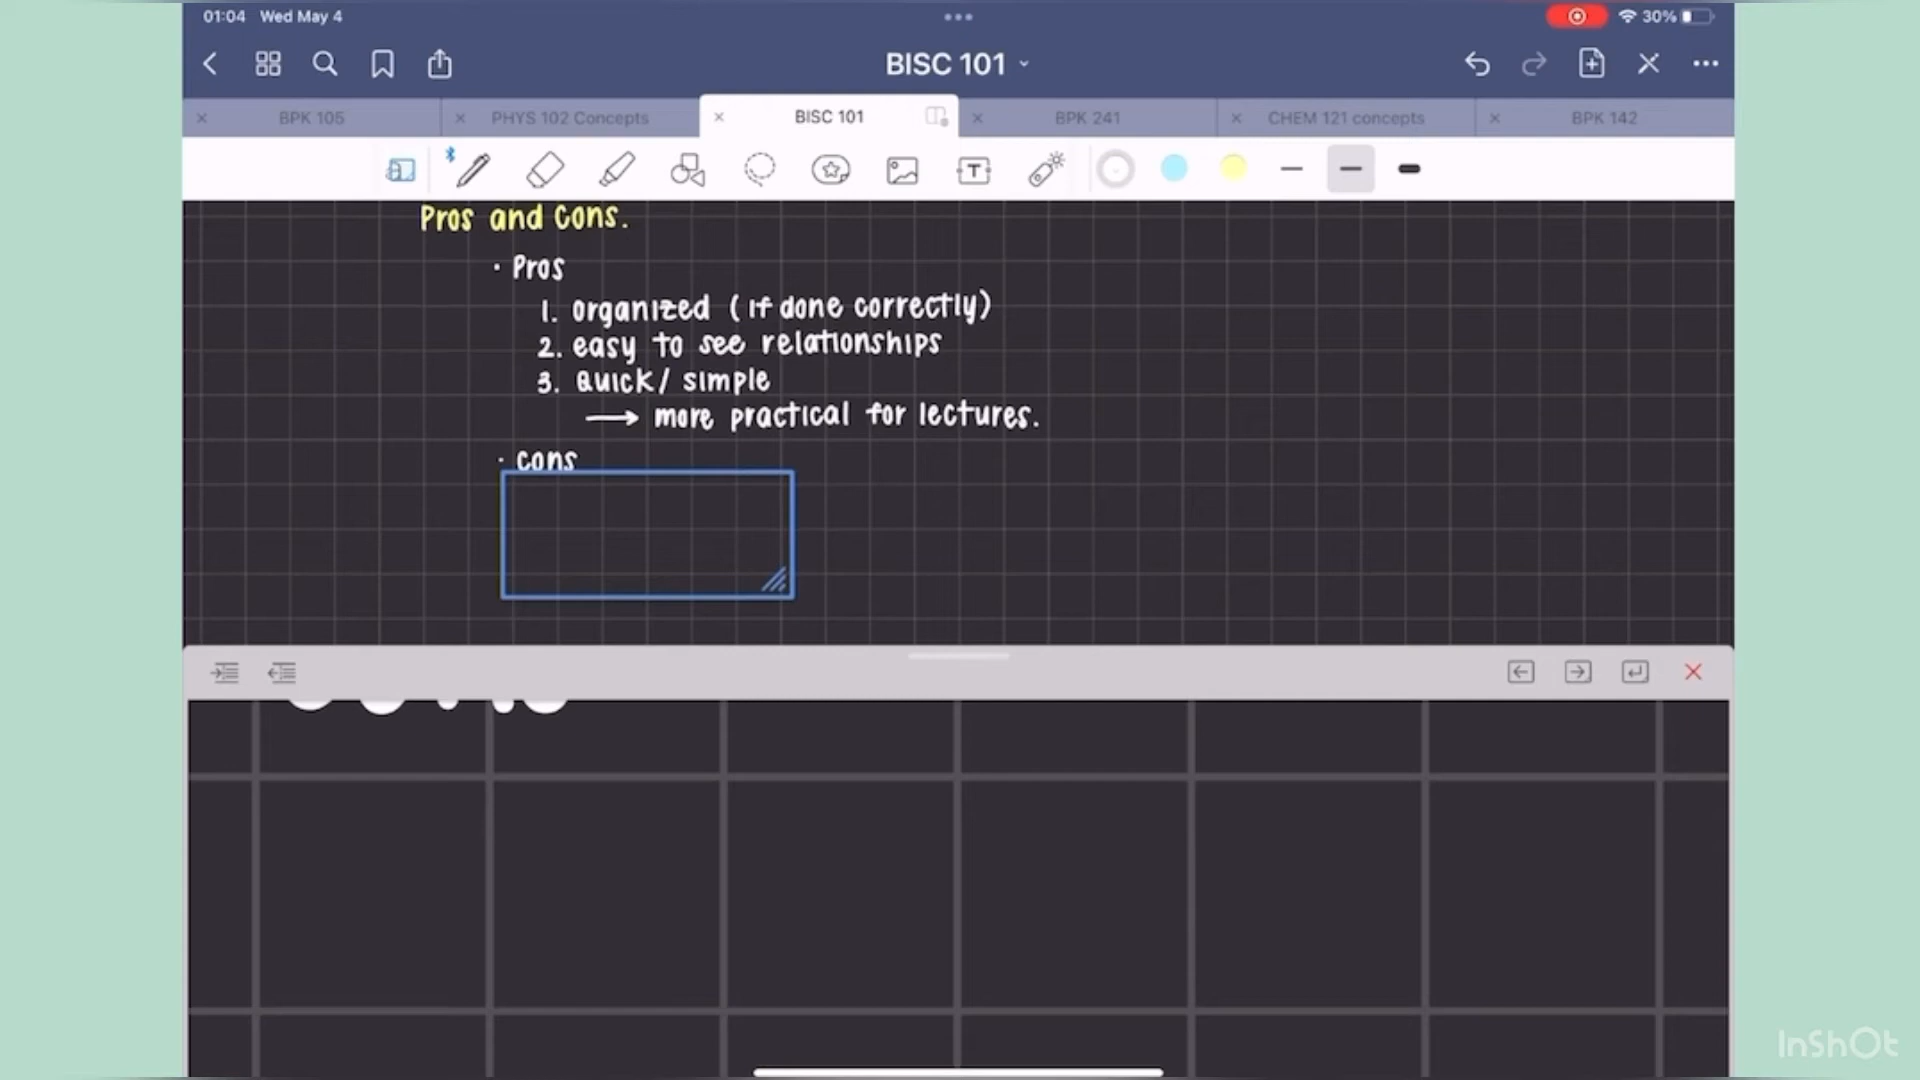 01:04 Wed May 4
30%
BISC 101
BPK 105
PHYS 102 Concepts
BISC 101
BPK 241
CHEM 121 concepts
BPK 142
T
Pros and Cons.
· Pros
1. organized (if done correctly)
2. easy to see relationships
3. Quick/ simple
→ more practical for lectures.
· cons
InShOt